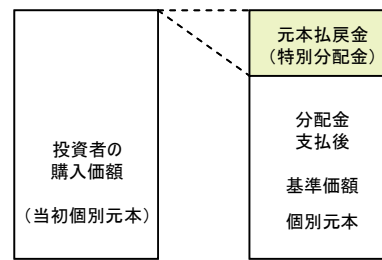 投資者の
購入価額
（当初個別元本）
元本払戻金
（特別分配金）
分配金
支払後
基準価額
個別元本